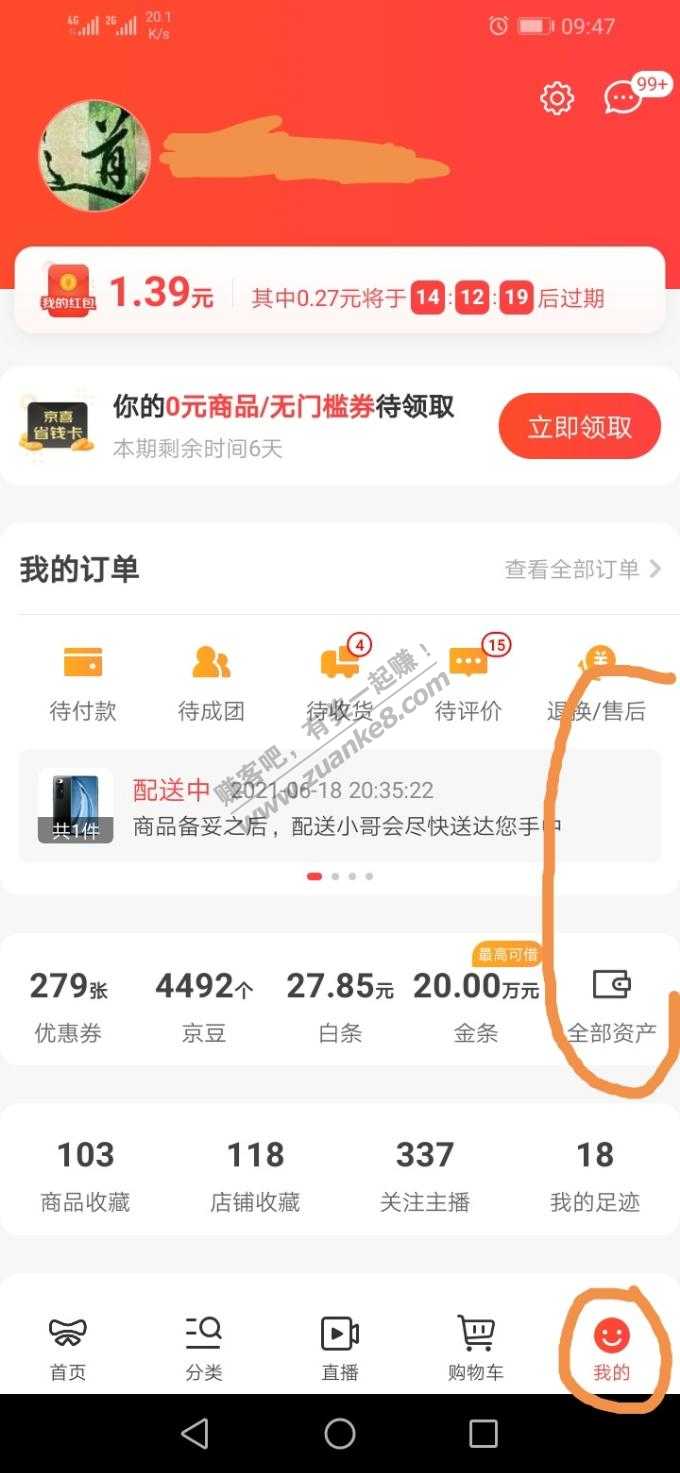 4G 2G 20.1 K/s 09:47
99+
道
我的红包 1.39元 其中0.27元将于14:12:19后过期
京喜 省钱卡
你的0元商品/无门槛券待领取
本期剩余时间6天
立即领取
我的订单 查看全部订单
4 15
待付款 待成团 待收货 待评价 退换/售后
赚客吧,有奖一起赚!
www.zuanke8.com
配送中 2021-06-18 20:35:22
共1件 商品备妥之后,配送小哥会尽快送达您手中
最高可借
279张 4492个 27.85元 20.00万元
优惠券 京豆 白条 金条 全部资产
103 118 337 18
商品收藏 店铺收藏 关注主播 我的足迹
首页 分类 直播 购物车 我的